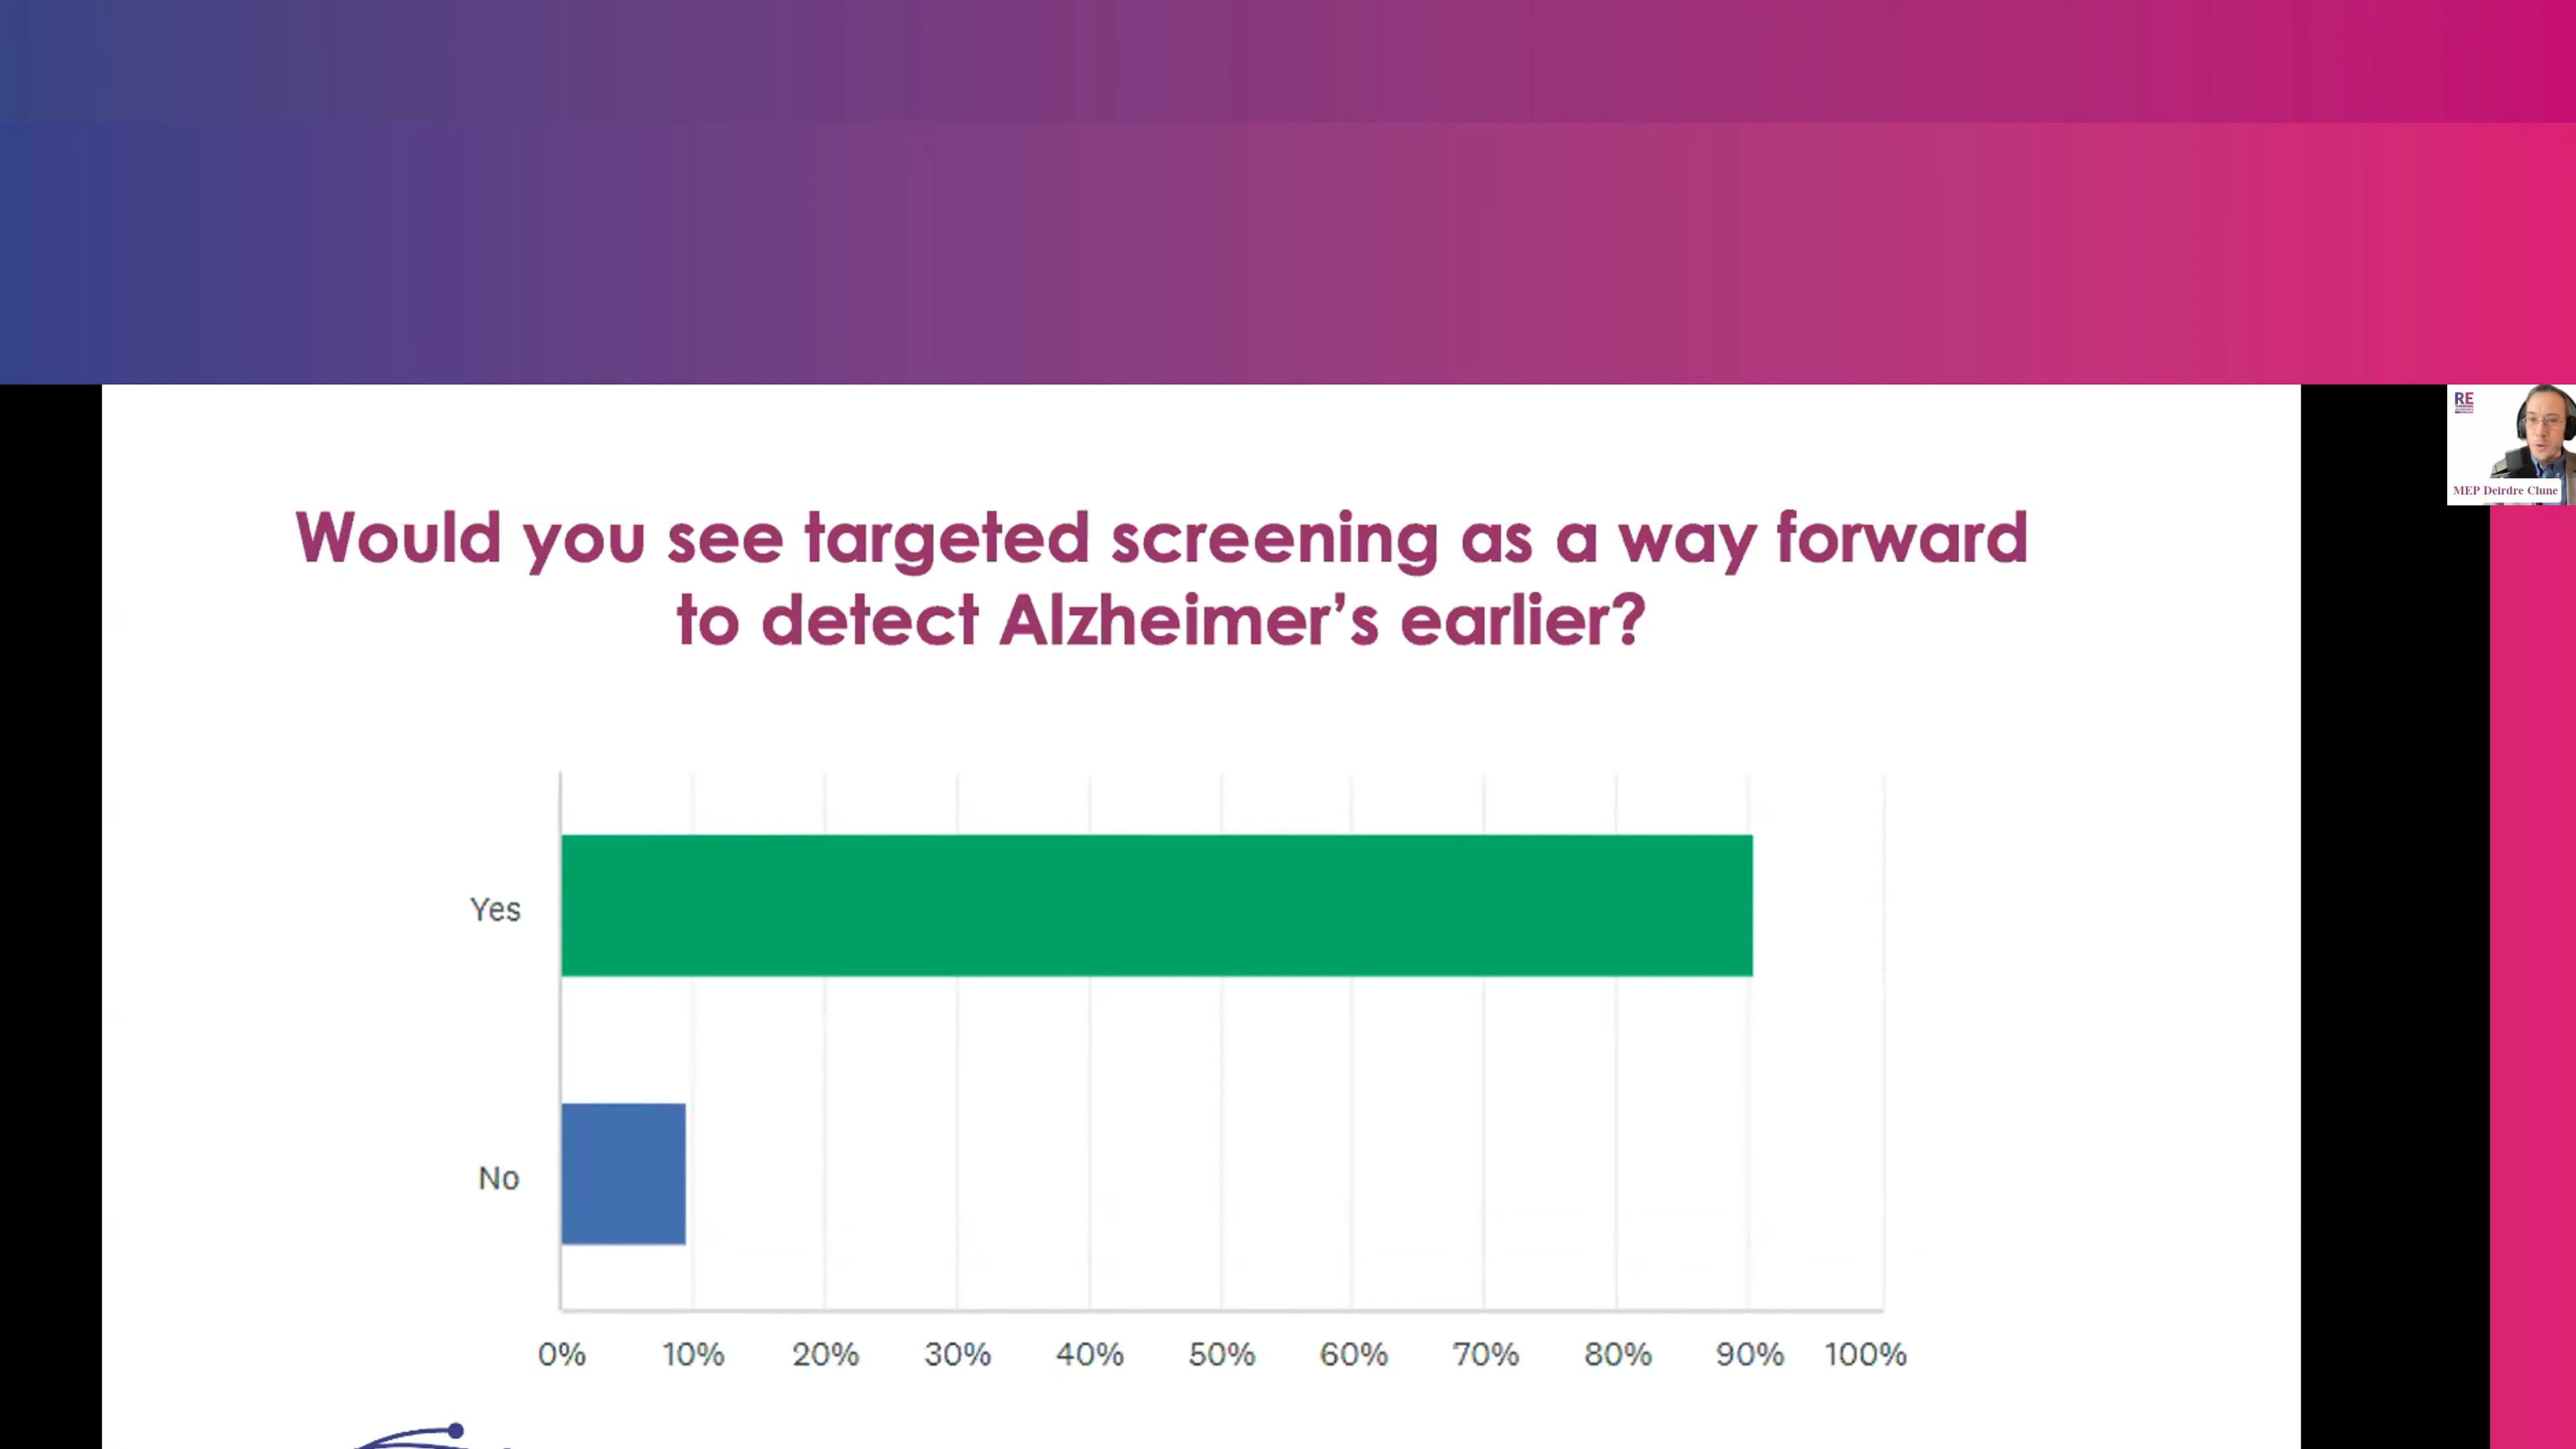 RE
MEP Deirdre Clune
Would you see targeted screening as a way forward
to detect Alzheimer’s earlier?
Yes
No
0% 10% 20% 30% 40% 50% 60% 70% 80% 90% 100%